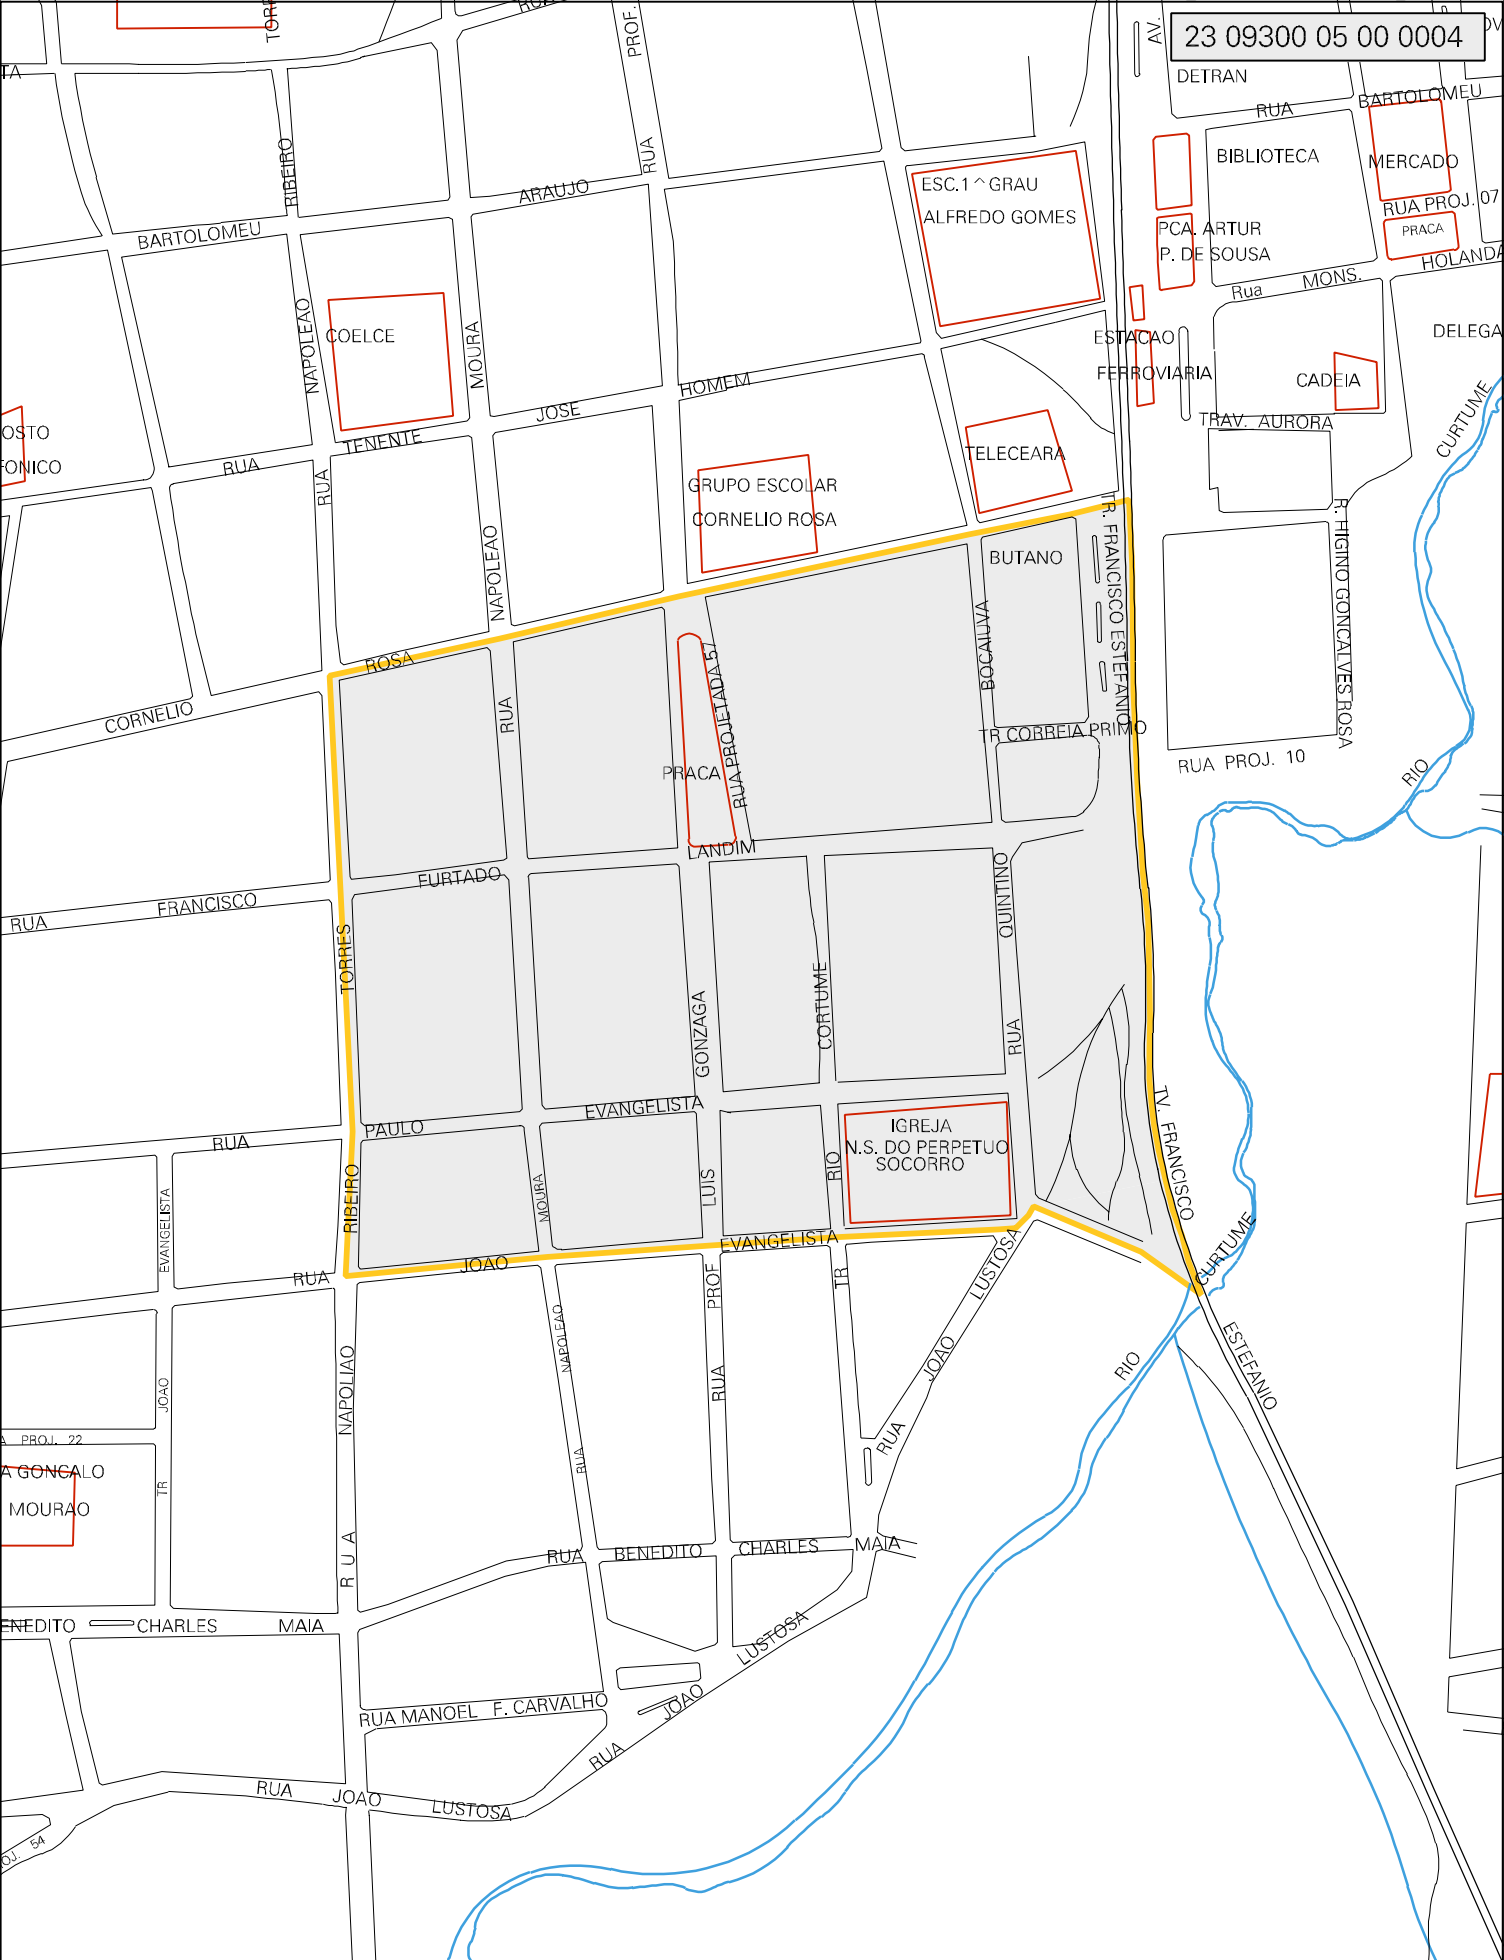 23 09300 05 00 0004
AV.
PROF.
DETRAN
RUA
BARTOLOMEU
BIBLIOTECA
MERCADO
RUA PROJ. 07
PRACA
HOLANDA
RIBEIRO
RUA
ARAUJO
BARTOLOMEU
ESC.1^GRAU
ALFREDO GOMES
PCA. ARTUR
P. DE SOUSA
Rua
MONS.
NAPOLEAO
COELCE
MOURA
ESTACAO
FERROVIARIA
CADEIA
TRAV. AURORA
CURTUME
HOMEM
JOSE
TENENTE
RUA
RUA
NAPOLEAO
TELECEARA
GRUPO ESCOLAR
CORNELIO ROSA
BUTANO
TR. FRANCISCO ESTEFANIO
R. HIGINO GONCALVES ROSA
ROSA
CORNELIO
RUA
RUA PROJETADA 57
PRACA
BOCAIUVA
TR CORREIA PRIMO
RUA PROJ. 10
RIO
LANDIM
FURTADO
FRANCISCO
RUA
TORRES
QUINTINO
CORTUME
GONZAGA
RUA
EVANGELISTA
PAULO
RUA
IGREJA
N.S. DO PERPETUO
SOCORRO
TV. FRANCISCO
RIBEIRO
EVANGELISTA
MOURA
LUIS
RIO
EVANGELISTA
JOAO
RUA
LUSTOSA
CURTUME
PROF
TR
NAPOLEAO
NAPOLIAO
JOAO
RUA
JOAO
RIO
ESTEFANIO
PROJ. 22
A GONCALO
MOURAO
TR
RUA
RUA
RUA
RUA
BENEDITO
CHARLES
MAIA
ENEDITO
CHARLES
MAIA
LUSTOSA
JOAO
RUA MANOEL F. CARVALHO
RUA
RUA
JOAO
LUSTOSA
OJ. 54